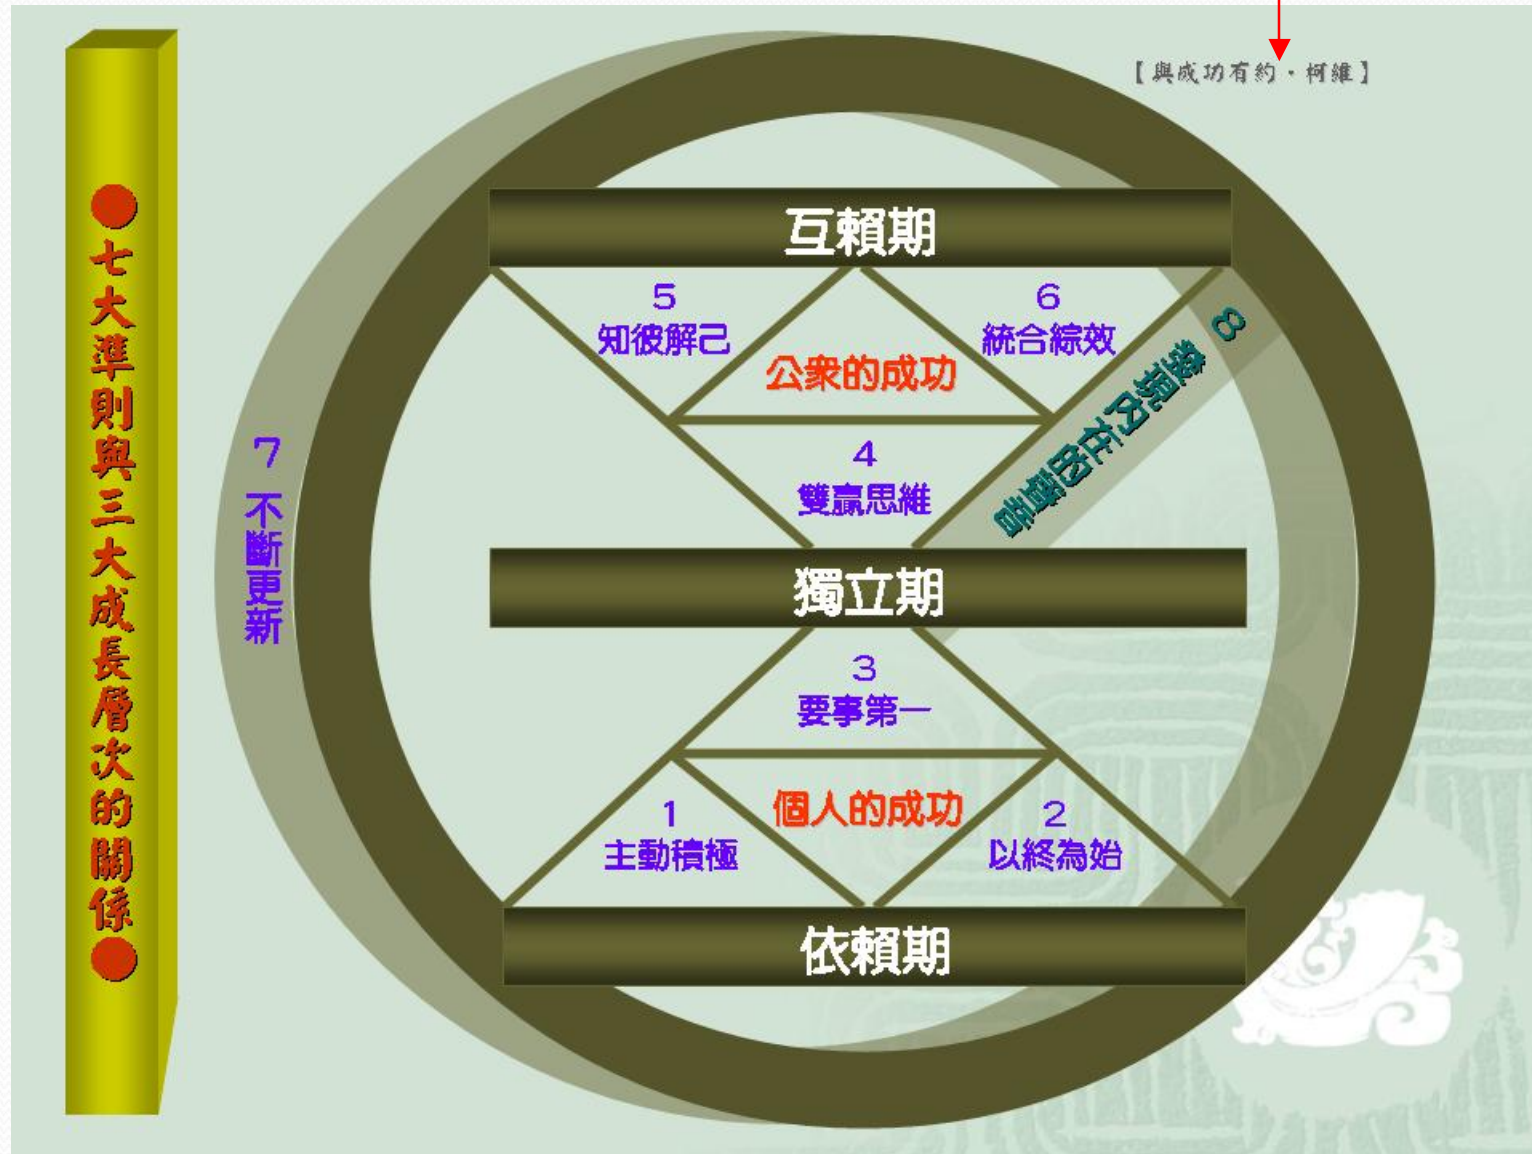 【與成功有約·柯維】
●七大準則與三大成長層次的關係●
互賴期
5
知彼解己
6
統合綜效
公衆的成功
8 發現內在的聲音
4
雙贏思維
7 不斷更新
獨立期
3
要事第一
個人的成功
1
主動積極
2
以終為始
依賴期